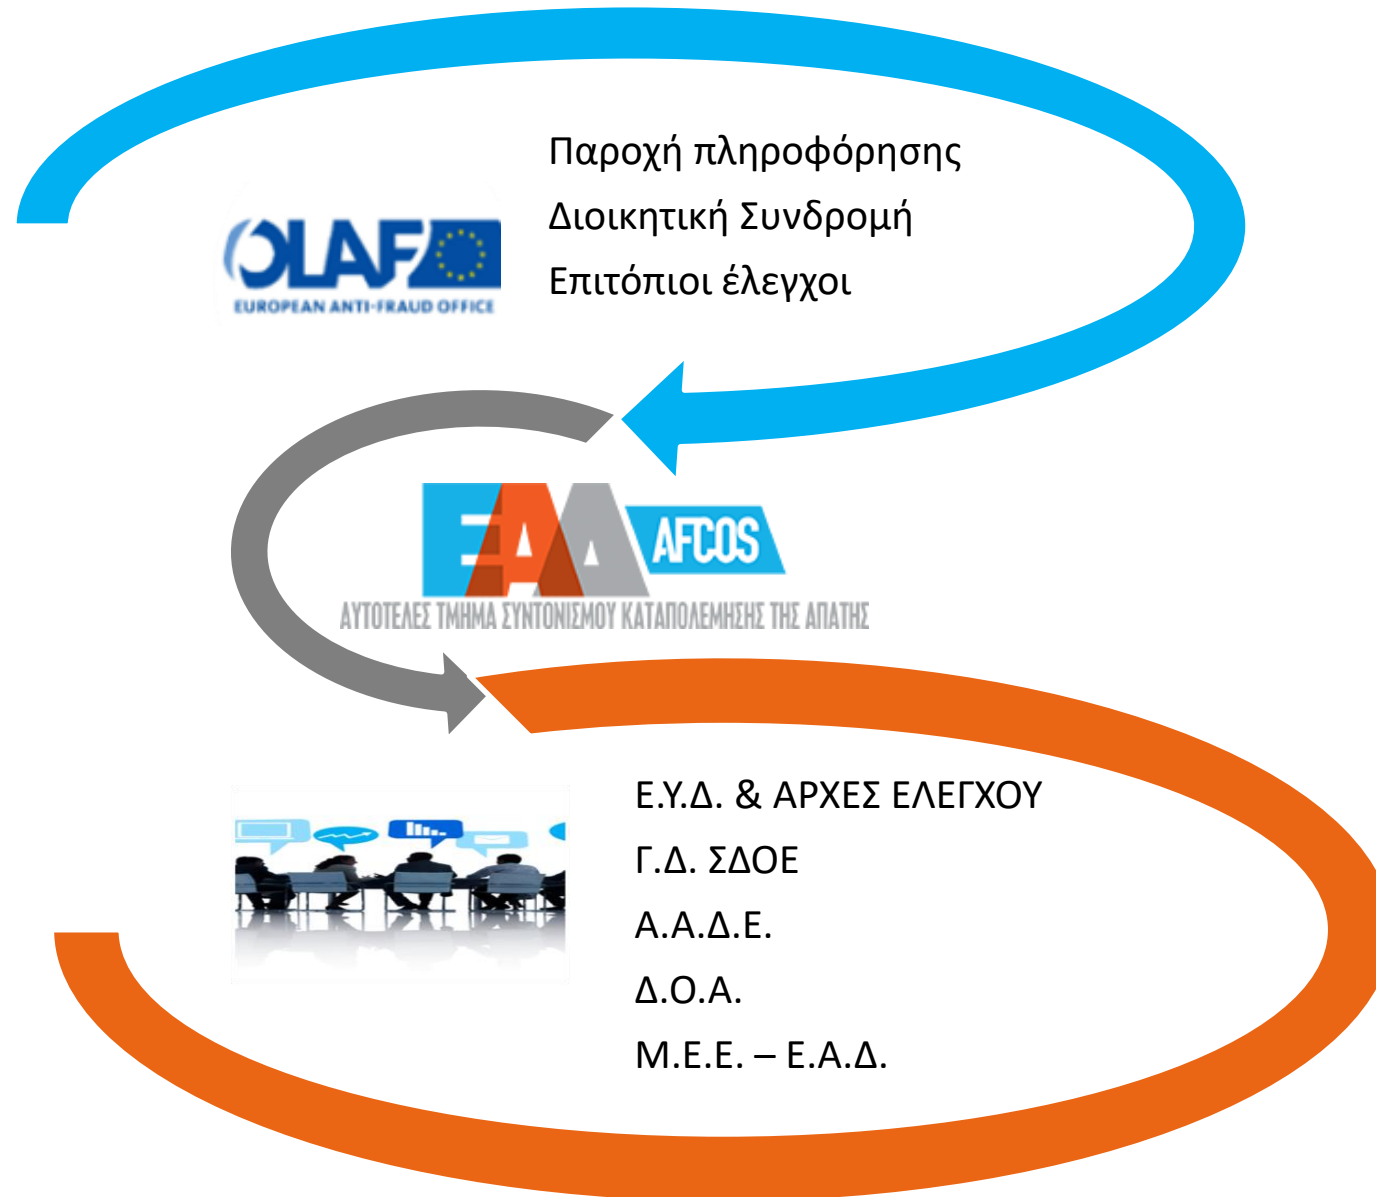 Παροχή πληροφόρησης
Διοικητική Συνδρομή
Επιτόπιοι έλεγχοι
OLAF
EUROPEAN ANTI-FRAUD OFFICE
ΕΑΔ AFCOS
ΑΥΤΟΤΕΛΕΣ ΤΜΗΜΑ ΣΥΝΤΟΝΙΣΜΟΥ ΚΑΤΑΠΟΛΕΜΗΣΗΣ ΤΗΣ ΑΠΑΤΗΣ
Ε.Υ.Δ. & ΑΡΧΕΣ ΕΛΕΓΧΟΥ
Γ.Δ. ΣΔΟΕ
Α.Α.Δ.Ε.
Δ.Ο.Α.
Μ.Ε.Ε. – Ε.Α.Δ.